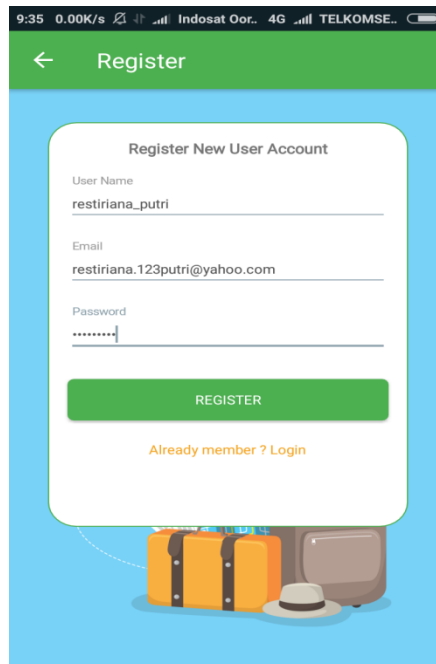 9:35 0.00K/s Indosat Oor.. 4G TELKOMSE..
Register
Register New User Account
User Name
restiriana_putri
Email
restiriana.123putri@yahoo.com
Password
•••••••••
REGISTER
Already member ? Login